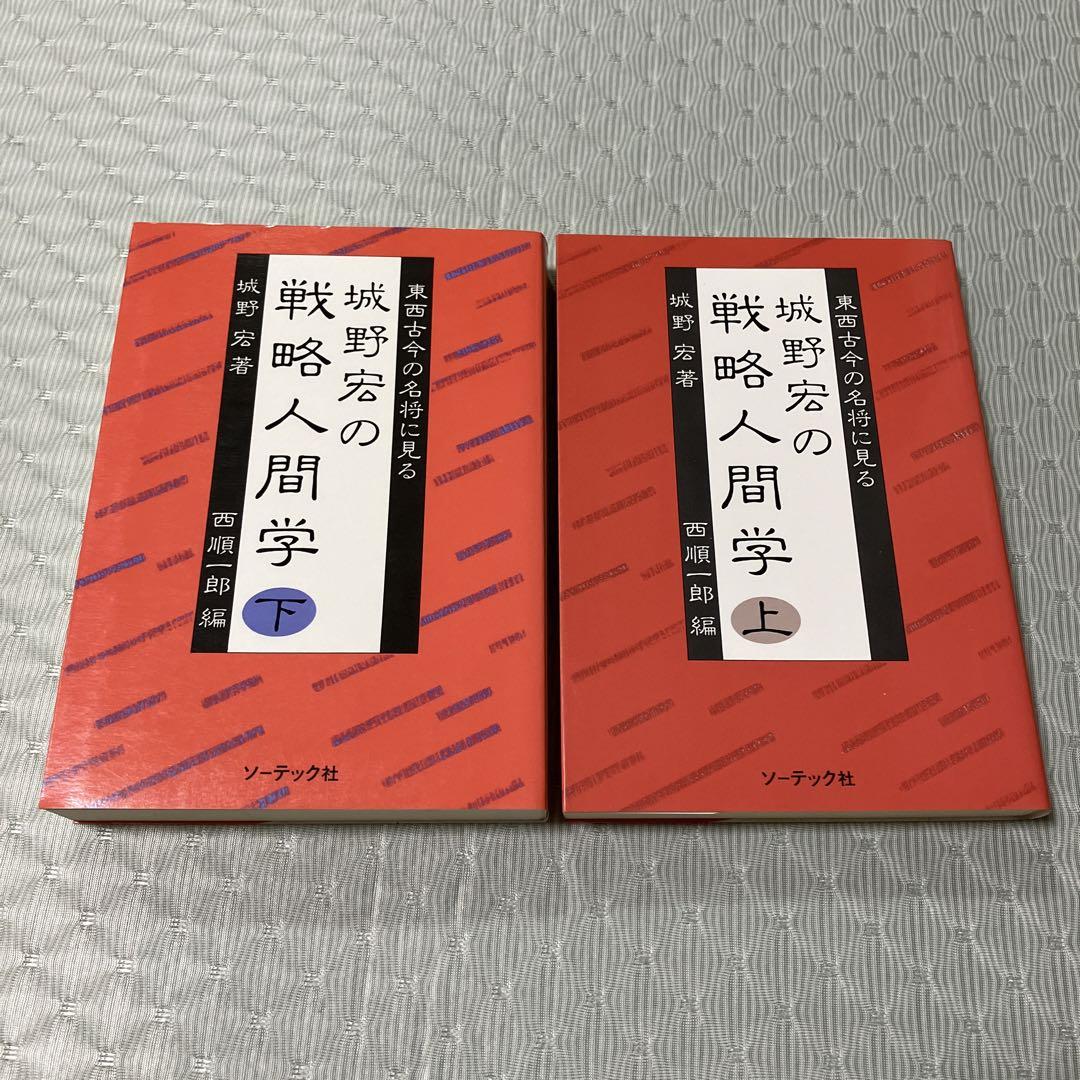 東西古今の名将に見る
城野宏の
戦略人間学
下
城野宏著
西順一郎編
ソーテック社
東西古今の名将に見る
城野宏の
戦略人間学
上
城野宏著
西順一郎編
ソーテック社